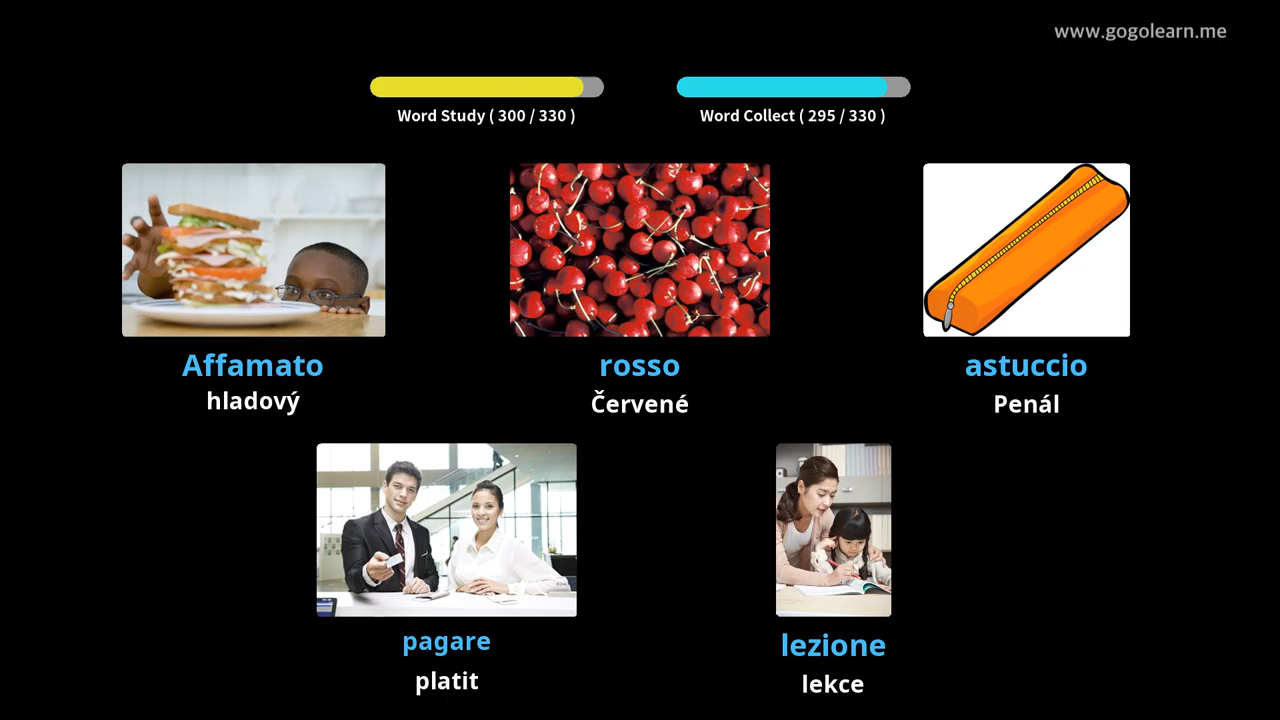 www.gogolearn.me
Word Study ( 300 / 330 )
Word Collect ( 295 / 330 )
Affamato
hladový
rosso
Červené
astuccio
Penál
pagare
platit
lezione
lekce